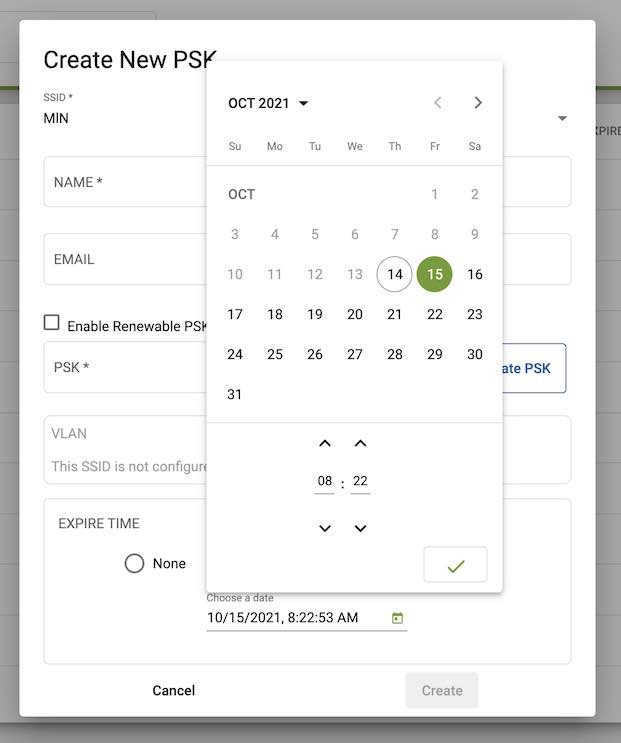 Create New PSK
SSID *
MIN
NAME *
EMAIL
Enable Renewable PSK
PSK *
ate PSK
VLAN
This SSID is not configure
EXPIRE TIME
None
OCT 2021
Su Mo Tu We Th Fr Sa
OCT 1 2
3 4 5 6 7 8 9
10 11 12 13 14 15 16
17 18 19 20 21 22 23
24 25 26 27 28 29 30
31
08 : 22
Choose a date
10/15/2021, 8:22:53 AM
Cancel
Create
XPIRE